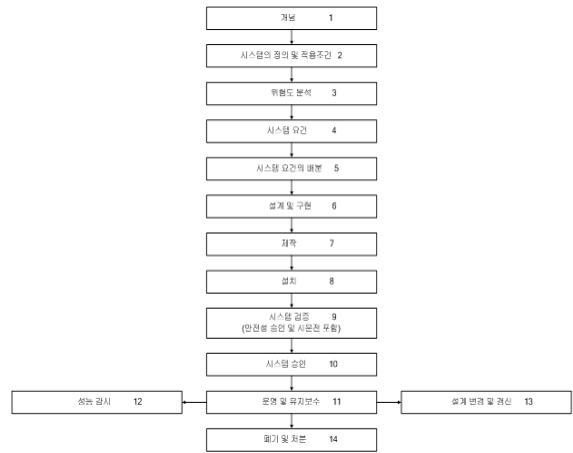 개념 1
시스템의 정의 및 적용조건 2
위험도 분석 3
시스템 요건 4
시스템 요건의 배분 5
설계 및 구현 6
제작 7
설치 8
시스템 검증 9
(안전성 승인 및 시운전 포함)
시스템 승인 10
성능 감시 12
운영 및 유지보수 11
설계 변경 및 갱신 13
폐기 및 처분 14